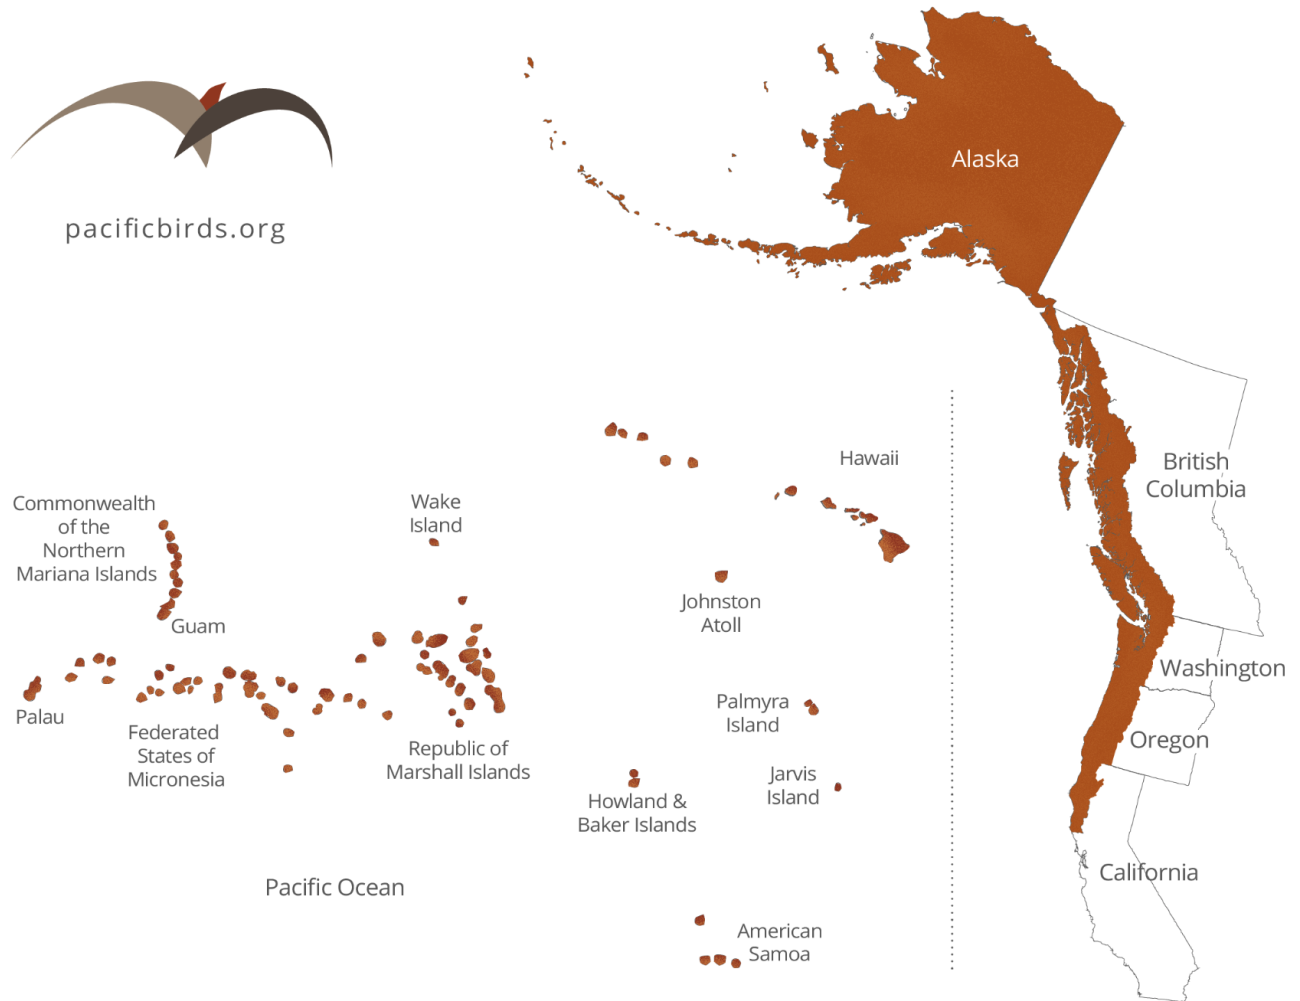 pacificbirds.org
Alaska
British
Columbia
Washington
Oregon
California
Hawaii
Commonwealth
of the
Northern
Mariana Islands
Guam
Wake
Island
Johnston
Atoll
Palau
Federated
States of
Micronesia
Republic of
Marshall Islands
Palmyra
Island
Jarvis
Island
Howland &
Baker Islands
Pacific Ocean
American
Samoa